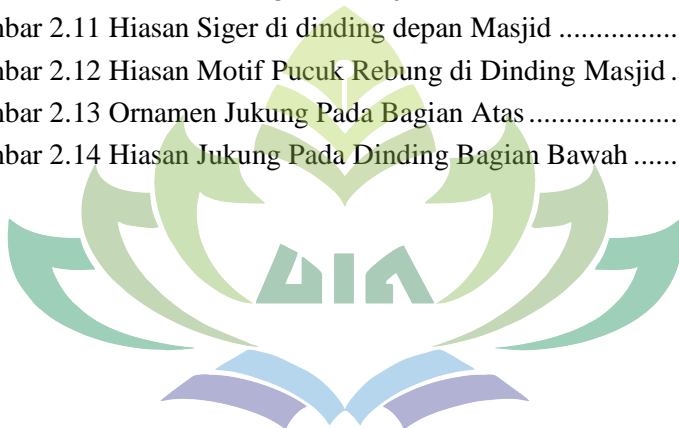 mbar 2.11 Hiasan Siger di dinding depan Masjid .................
mbar 2.12 Hiasan Motif Pucuk Rebung di Dinding Masjid .
mbar 2.13 Ornamen Jukung Pada Bagian Atas .....................
mbar 2.14 Hiasan Jukung Pada Dinding Bagian Bawah ......
UIN